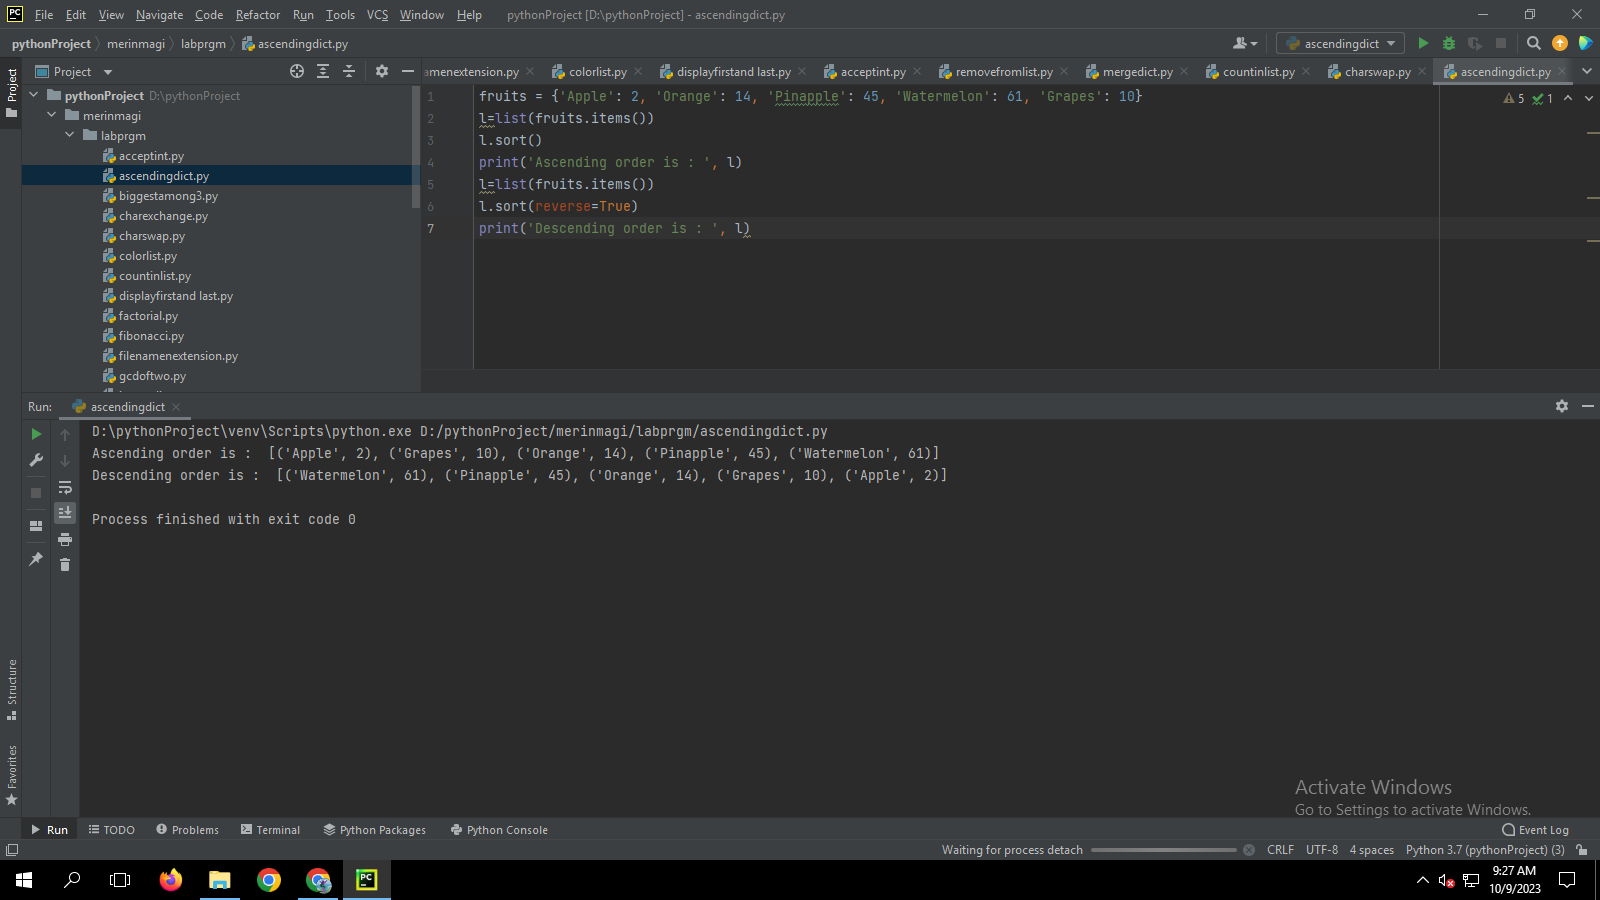 PC File Edit View Navigate Code Refactor Run Tools VCS Window Help pythonProject [D:\pythonProject] - ascendingdict.py
pythonProject merinmagi labprgm ascendingdict.py ascendingdict
Project
Project
amenextension.py colorlist.py displayfirstand last.py acceptint.py removefromlist.py mergedict.py countinlist.py charswap.py ascendingdict.py
pythonProject D:\pythonProject
merinmagi
labprgm
acceptint.py
ascendingdict.py
biggestamong3.py
charexchange.py
charswap.py
colorlist.py
countinlist.py
displayfirstand last.py
factorial.py
fibonacci.py
filenamenextension.py
gcdoftwo.py
1 fruits = {'Apple': 2, 'Orange': 14, 'Pinapple': 45, 'Watermelon': 61, 'Grapes': 10}
2 l=list(fruits.items())
3 l.sort()
4 print('Ascending order is : ', l)
5 l=list(fruits.items())
6 l.sort(reverse=True)
7 print('Descending order is : ', l)
5 1
Run: ascendingdict
D:\pythonProject\venv\Scripts\python.exe D:/pythonProject/merinmagi/labprgm/ascendingdict.py
Ascending order is :  [('Apple', 2), ('Grapes', 10), ('Orange', 14), ('Pinapple', 45), ('Watermelon', 61)]
Descending order is :  [('Watermelon', 61), ('Pinapple', 45), ('Orange', 14), ('Grapes', 10), ('Apple', 2)]
Process finished with exit code 0
Structure
Favorites
Activate Windows
Go to Settings to activate Windows.
Run TODO Problems Terminal Python Packages Python Console Event Log
Waiting for process detach CRLF UTF-8 4 spaces Python 3.7 (pythonProject) (3)
PC
9:27 AM
10/9/2023